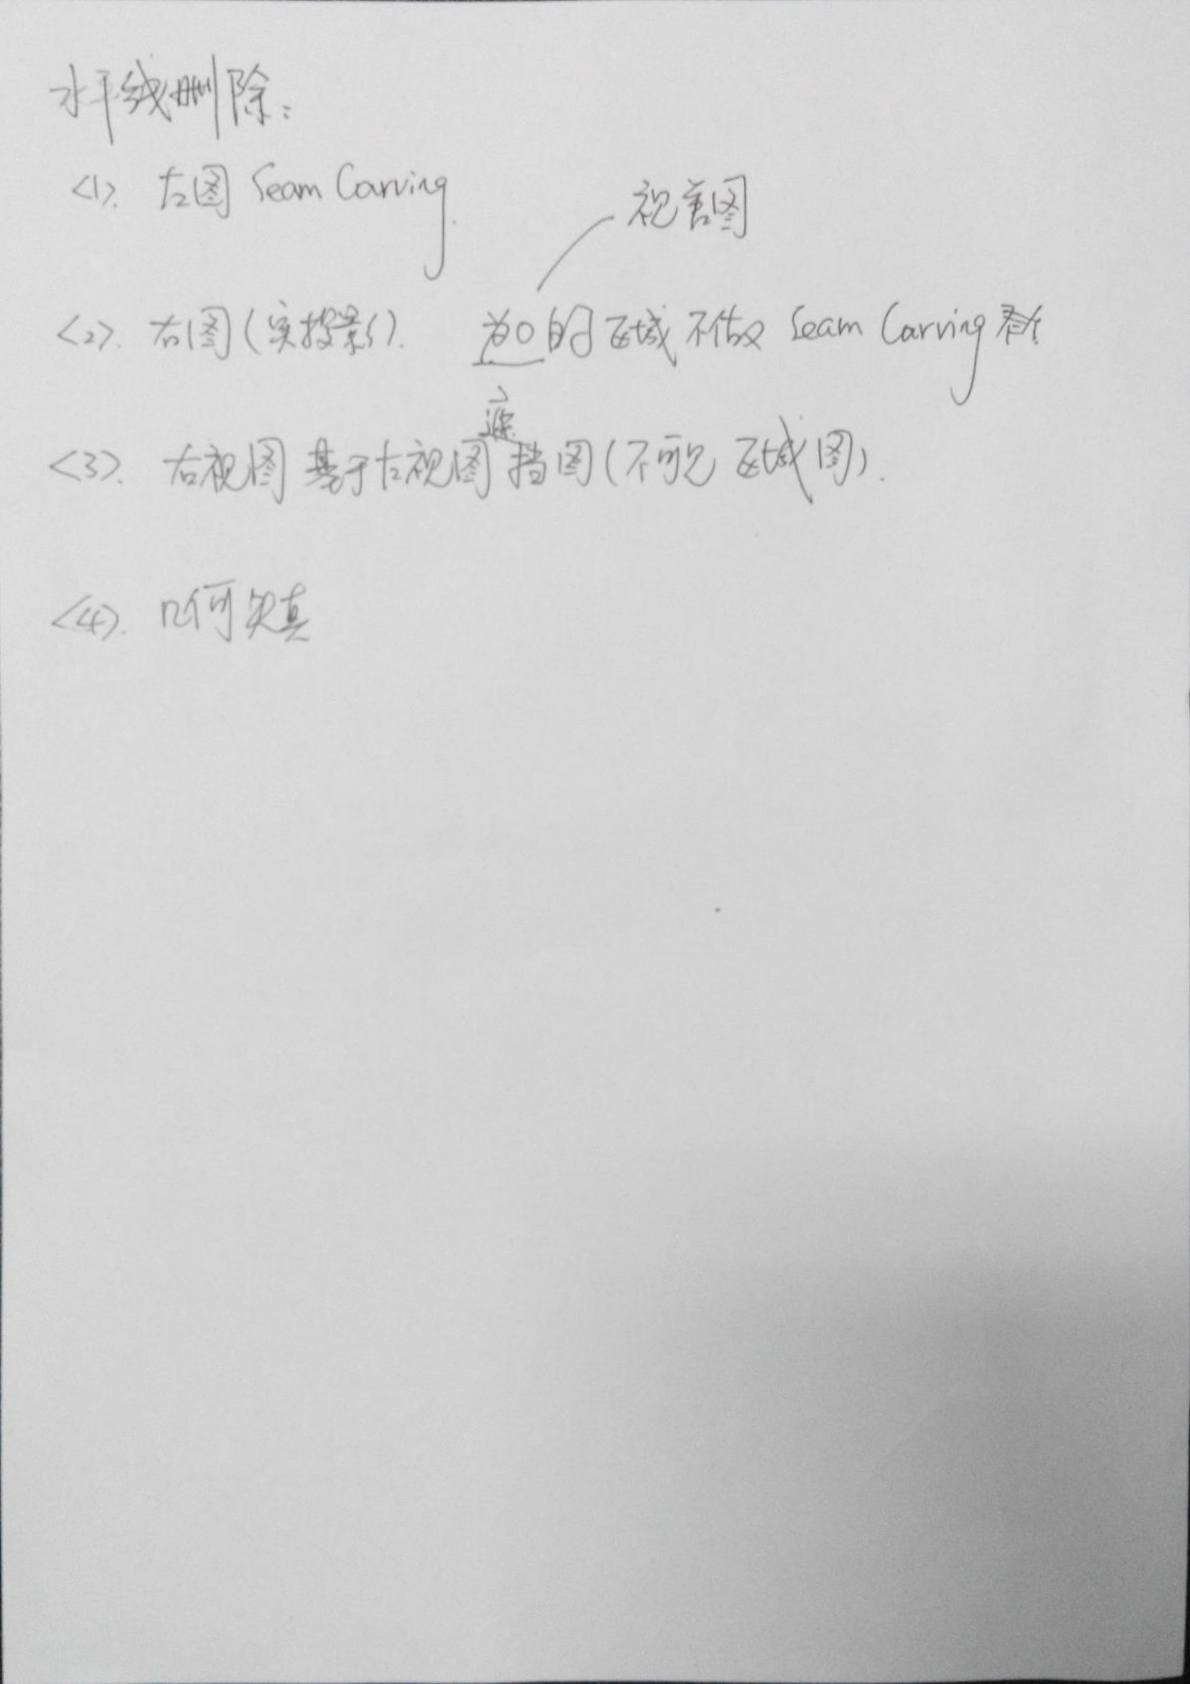 水平线删除:
<1>. 左图 Seam Carving.
视差图
<2>. 右图(实投影). 为0的区域不做 Seam Carving
<3>. 右视图基于左视图遮挡图(不可见区域图).
<4>. 几何失真